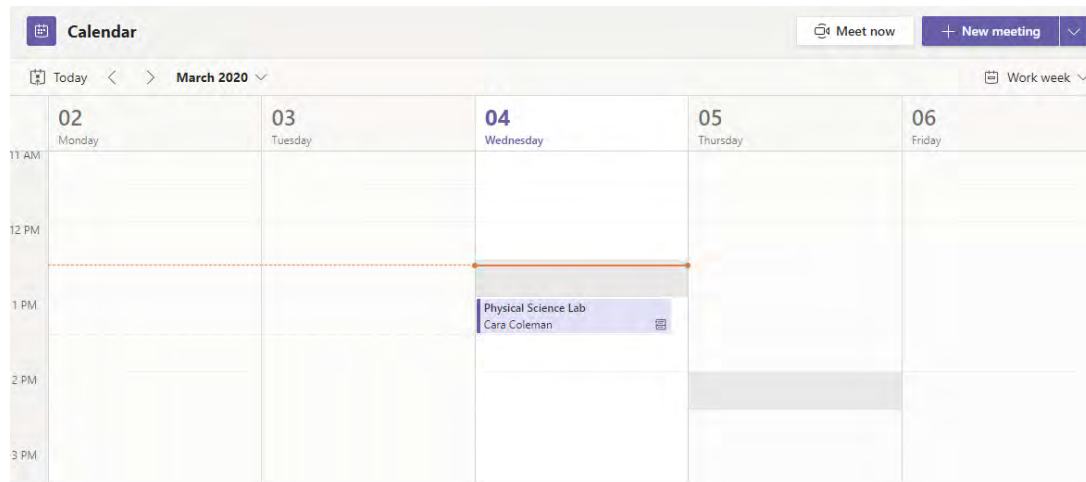 Calendar
Meet now
New meeting
Today
March 2020
Work week
02
03
04
05
06
Monday
Tuesday
Wednesday
Thursday
Friday
11 AM
12 PM
1 PM
Physical Science Lab
Cara Coleman
2 PM
3 PM